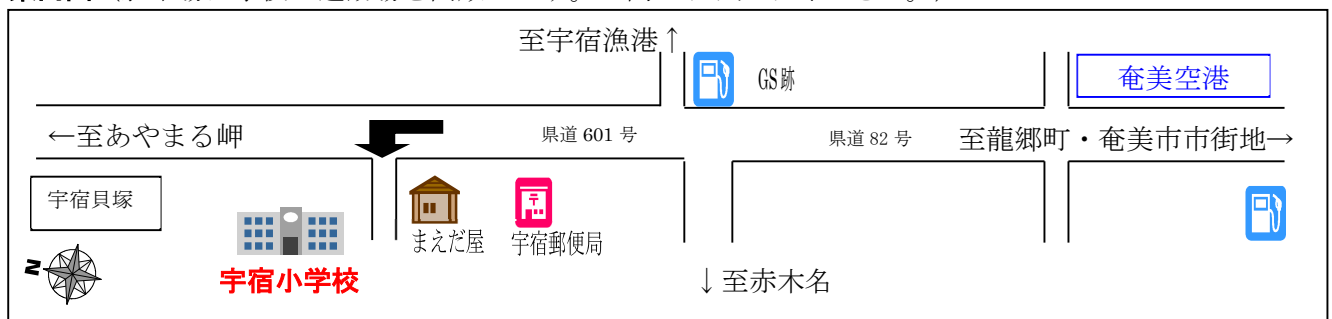 至宇宿漁港↑
GS跡
奄美空港
←至あやまる岬
県道 601 号
県道 82 号
至龍郷町・奄美市市街地→
宇宿貝塚
まえだ屋
宇宿郵便局
N
宇宿小学校
↓至赤木名